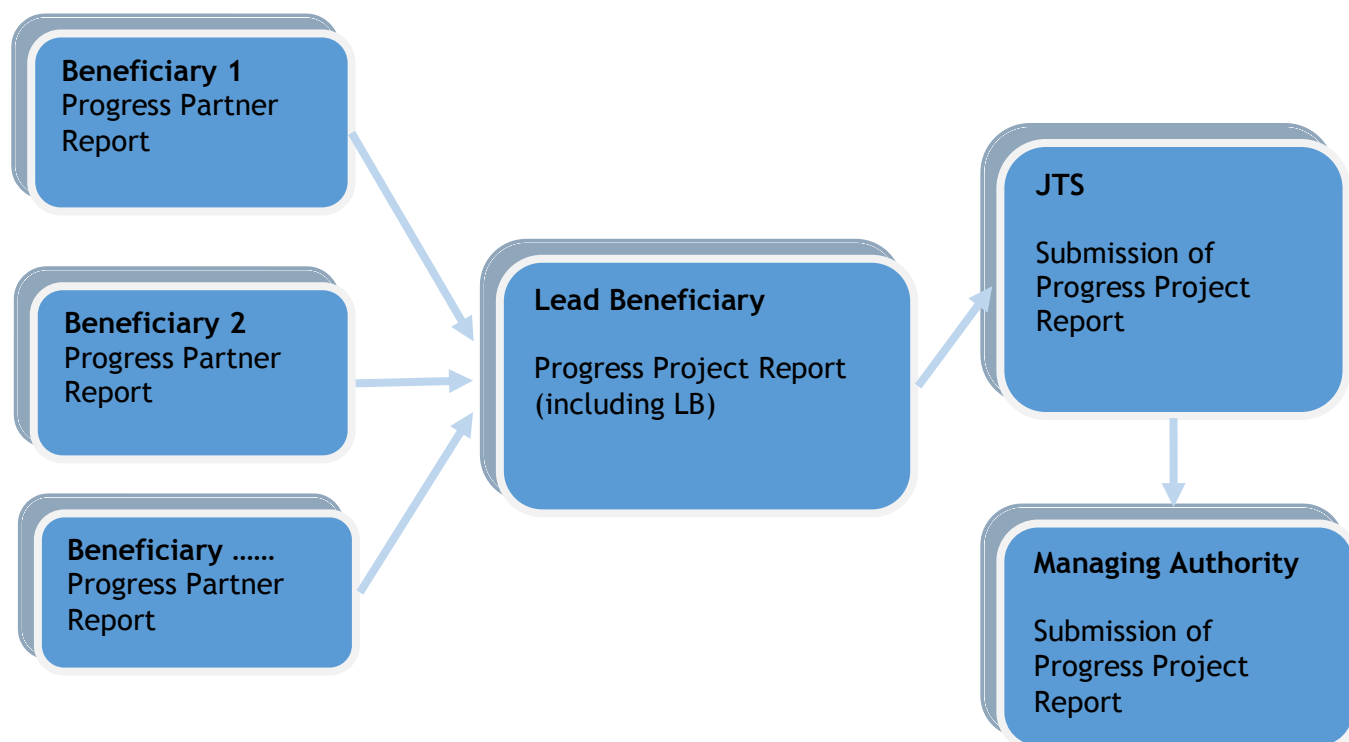 Beneficiary 1
Progress Partner
Report
Beneficiary 2
Progress Partner
Report
Beneficiary ......
Progress Partner
Report
Lead Beneficiary
Progress Project Report
(including LB)
JTS
Submission of
Progress Project
Report
Managing Authority
Submission of
Progress Project
Report